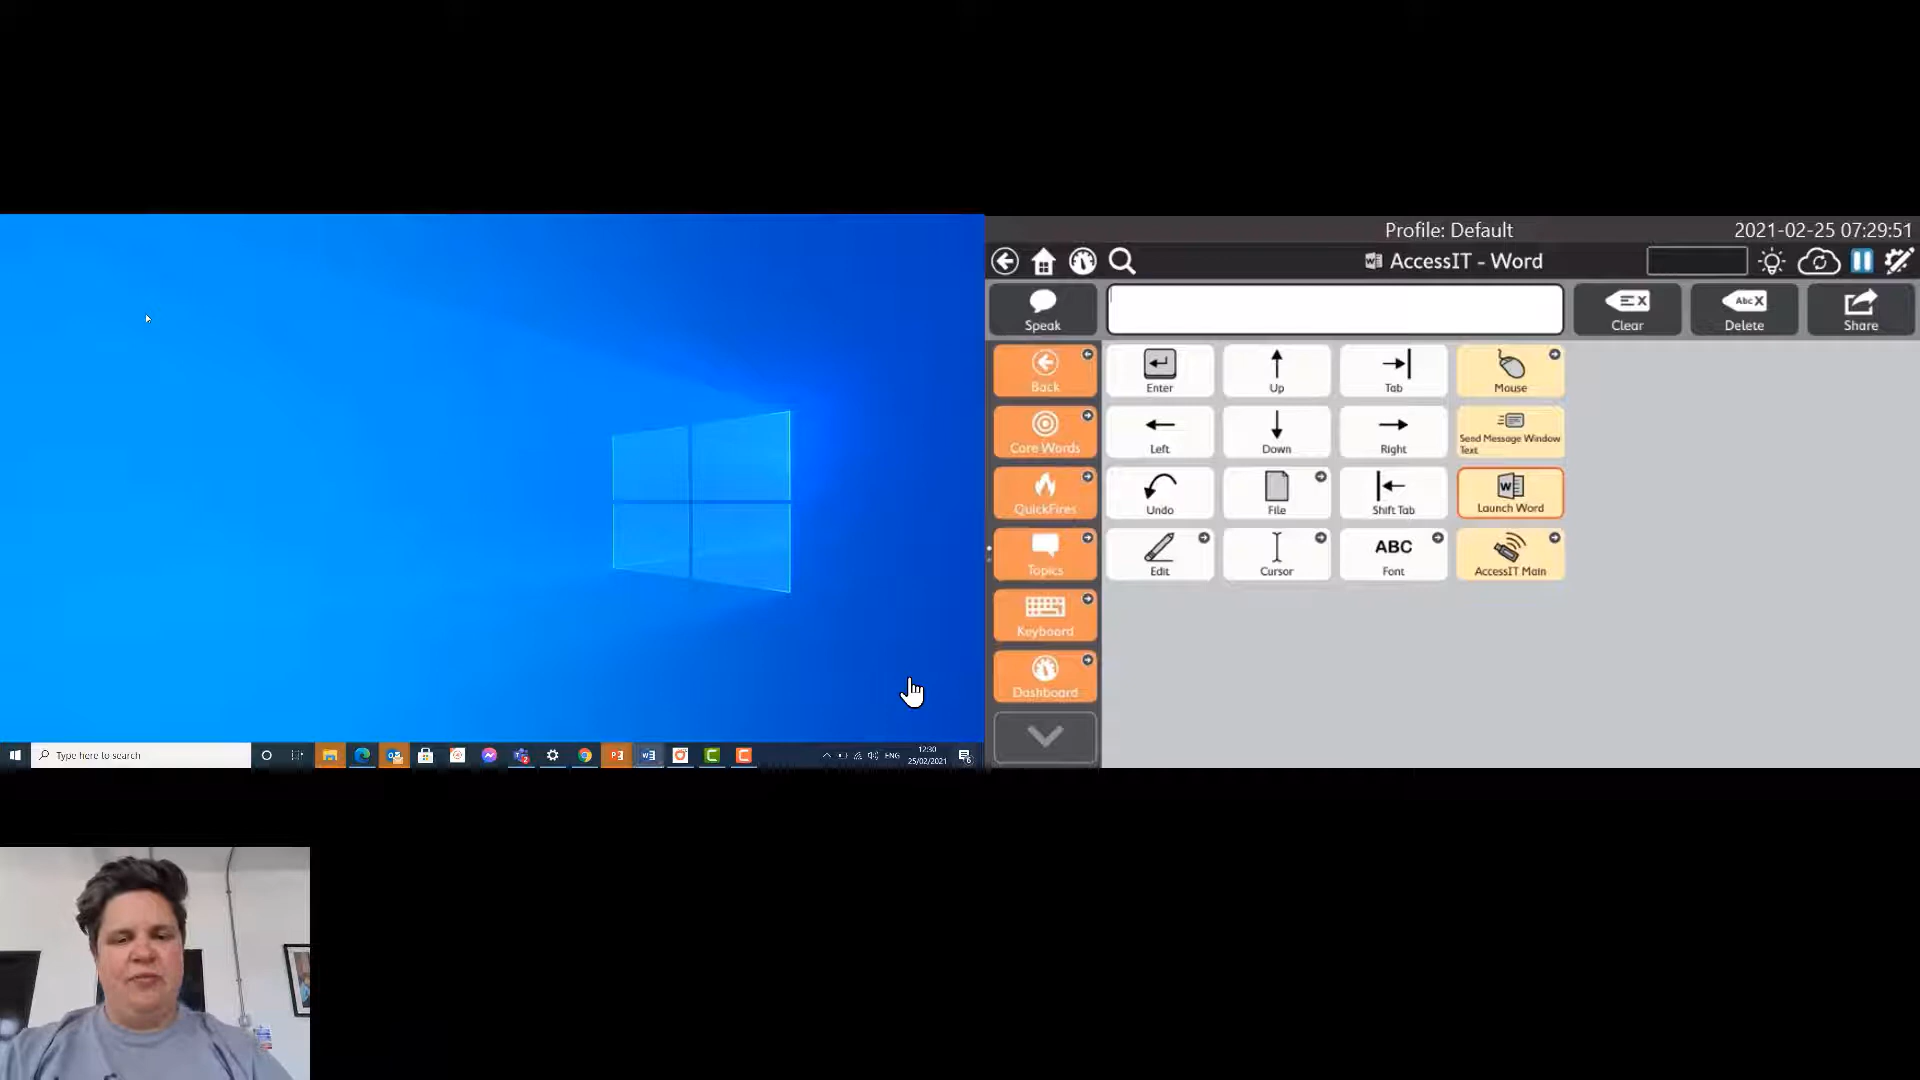 Profile: Default
2021-02-25 07:29:51
AccessIT - Word
Speak
Clear
Abc X
Delete
Share
Back
Enter
Up
Tab
Mouse
Core Words
Left
Down
Right
Send Message Window
Text
QuickFires
Undo
File
Shift Tab
W
Launch Word
Topics
Edit
Cursor
ABC
Font
AccessIT Main
Keyboard
Dashboard
Type here to search
ENG
12:30
25/02/2021